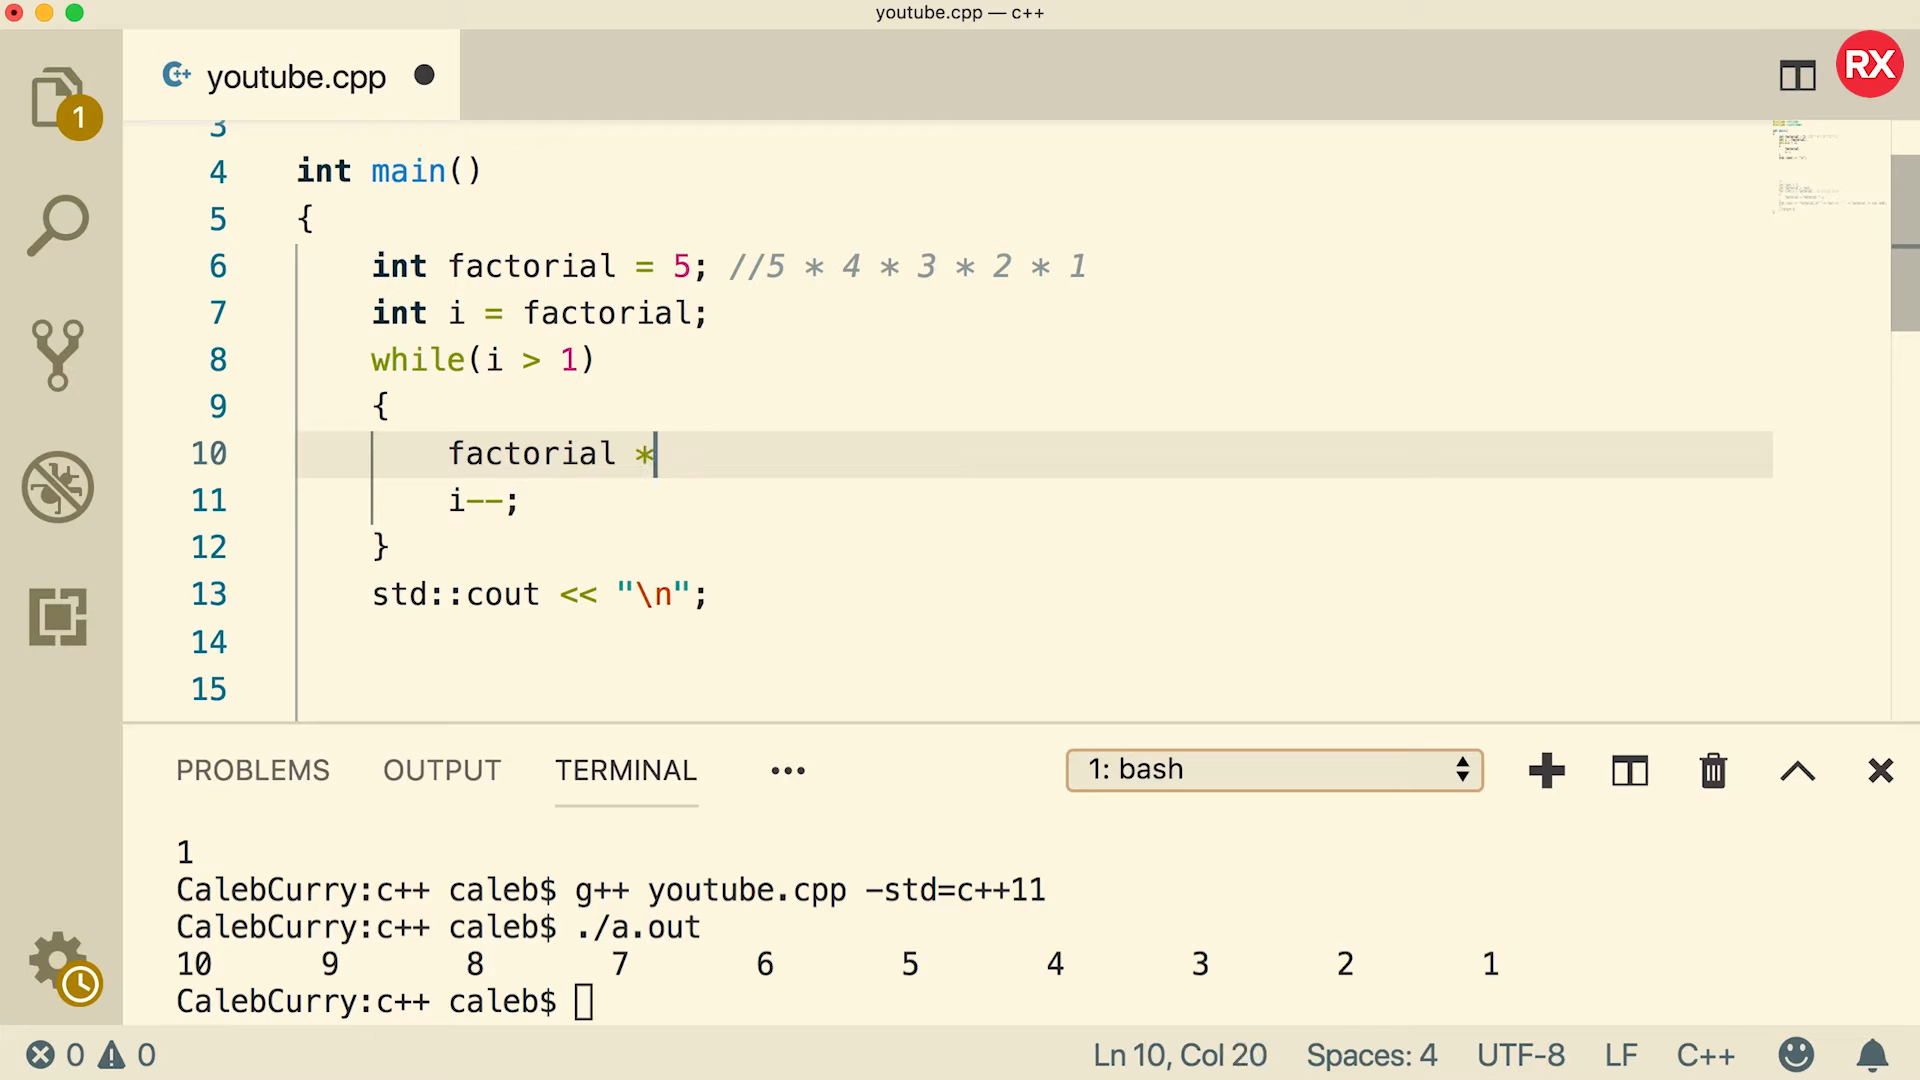 youtube.cpp — c++
RX
youtube.cpp
1
3
4 int main()
5 {
6 int factorial = 5; //5 * 4 * 3 * 2 * 1
7 int i = factorial;
8 while(i > 1)
9 {
10 factorial *
11 i--;
12 }
13 std::cout << "\n";
14
15
PROBLEMS OUTPUT TERMINAL ••• 1: bash
1
CalebCurry:c++ caleb$ g++ youtube.cpp -std=c++11
CalebCurry:c++ caleb$ ./a.out
10 9 8 7 6 5 4 3 2 1
CalebCurry:c++ caleb$
0 0 Ln 10, Col 20 Spaces: 4 UTF-8 LF C++